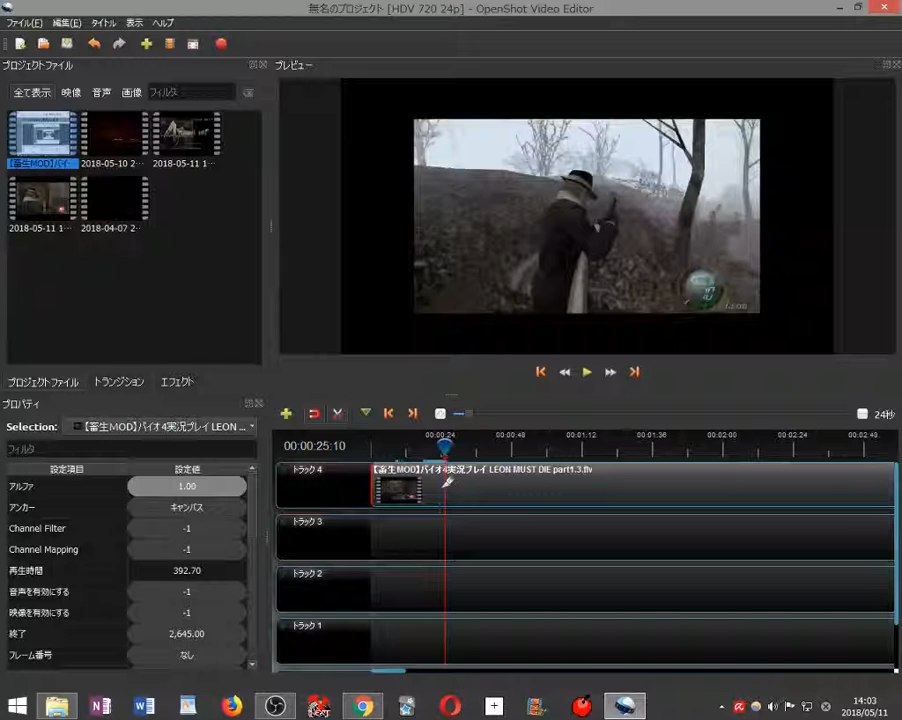 無名のプロジェクト [HDV 720 24p] - OpenShot Video Editor
ファイル(F) 編集(E) タイトル 表示 ヘルプ
プロジェクトファイル
プレビュー
全て表示 映像 音声 画像 フィルタ
【畜生MOD】バイ…
2018-05-10 2…
2018-05-11 1…
2018-05-11 1…
2018-04-07 2…
プロジェクトファイル トランジション エフェクト
プロパティ
Selection: 【畜生MOD】バイオ4実況プレイ LEON ...
フィルタ
設定項目 設定値
アルファ 1.00
アンカー キャンバス
Channel Filter -1
Channel Mapping -1
再生時間 392.70
音声を有効にする -1
映像を有効にする -1
終了 2,645.00
フレーム番号 なし
24秒
00:00:25:10
00:00:24 00:00:48 00:01:12 00:01:36 00:02:00 00:02:24 00:02:48
トラック 4
【畜生MOD】バイオ4実況プレイ LEON MUST DIE part1.3.flv
トラック 3
トラック 2
トラック 1
14:03
2018/05/11